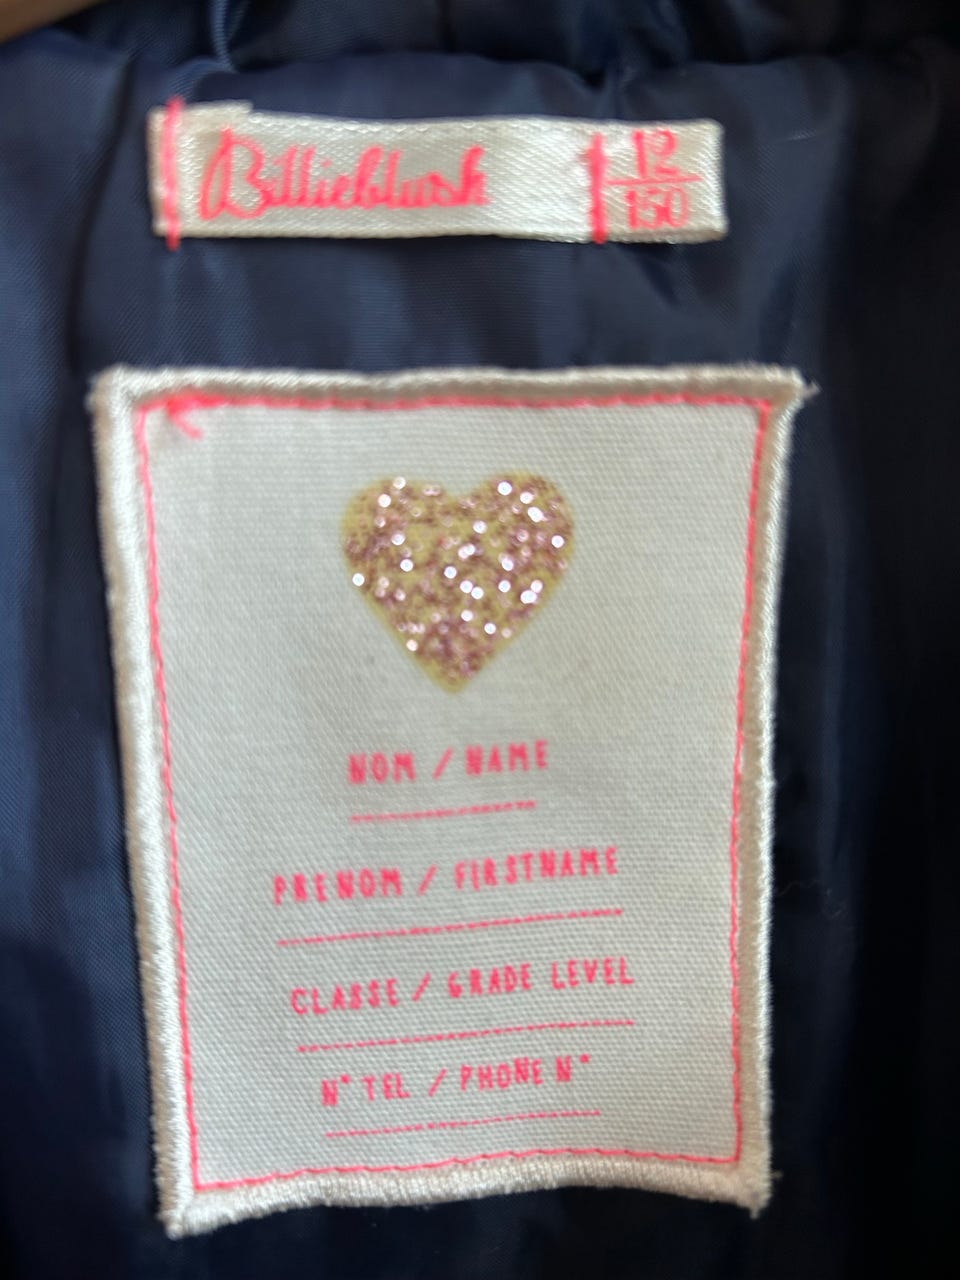 Billieblush
12
150
NOM / NAME
PRENOM / FIRSTNAME
CLASSE / GRADE LEVEL
N° TEL / PHONE N°